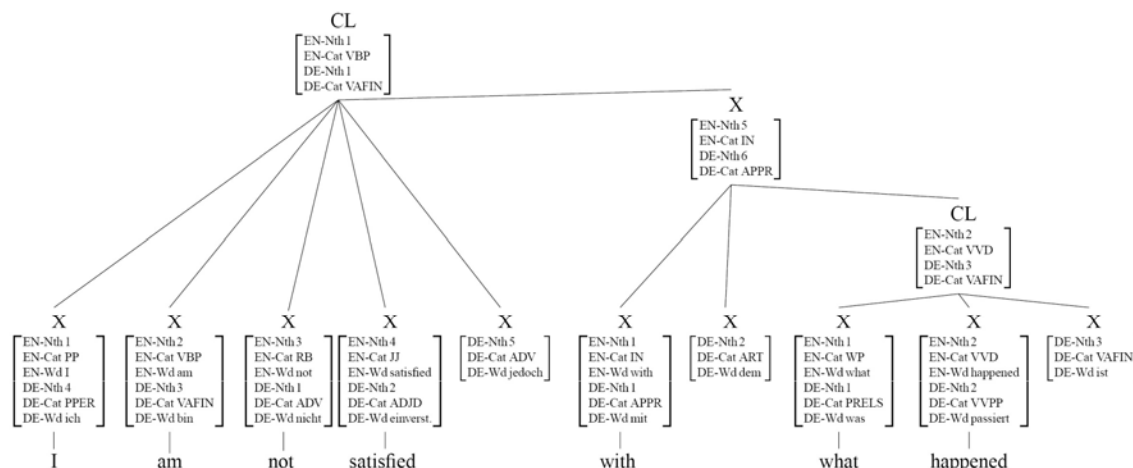 CL
EN-Nth 1
EN-Cat VBP
DE-Nth 1
DE-Cat VAFIN
X
EN-Nth 5
EN-Cat IN
DE-Nth 6
DE-Cat APPR
CL
EN-Nth 2
EN-Cat VVD
DE-Nth 3
DE-Cat VAFIN
X
EN-Nth 1
EN-Cat PP
EN-Wd I
DE-Nth 4
DE-Cat PPER
DE-Wd ich
X
EN-Nth 2
EN-Cat VBP
EN-Wd am
DE-Nth 3
DE-Cat VAFIN
DE-Wd bin
X
EN-Nth 3
EN-Cat RB
EN-Wd not
DE-Nth 1
DE-Cat ADV
DE-Wd nicht
X
EN-Nth 4
EN-Cat JJ
EN-Wd satisfied
DE-Nth 2
DE-Cat ADJD
DE-Wd einverst.
X
DE-Nth 5
DE-Cat ADV
DE-Wd jedoch
X
EN-Nth 1
EN-Cat IN
EN-Wd with
DE-Nth 1
DE-Cat APPR
DE-Wd mit
X
DE-Nth 2
DE-Cat ART
DE-Wd dem
X
EN-Nth 1
EN-Cat WP
EN-Wd what
DE-Nth 1
DE-Cat PRELS
DE-Wd was
X
EN-Nth 2
EN-Cat VVD
EN-Wd happened
DE-Nth 2
DE-Cat VVPP
DE-Wd passiert
X
DE-Nth 3
DE-Cat VAFIN
DE-Wd ist
I am not satisfied with what happened